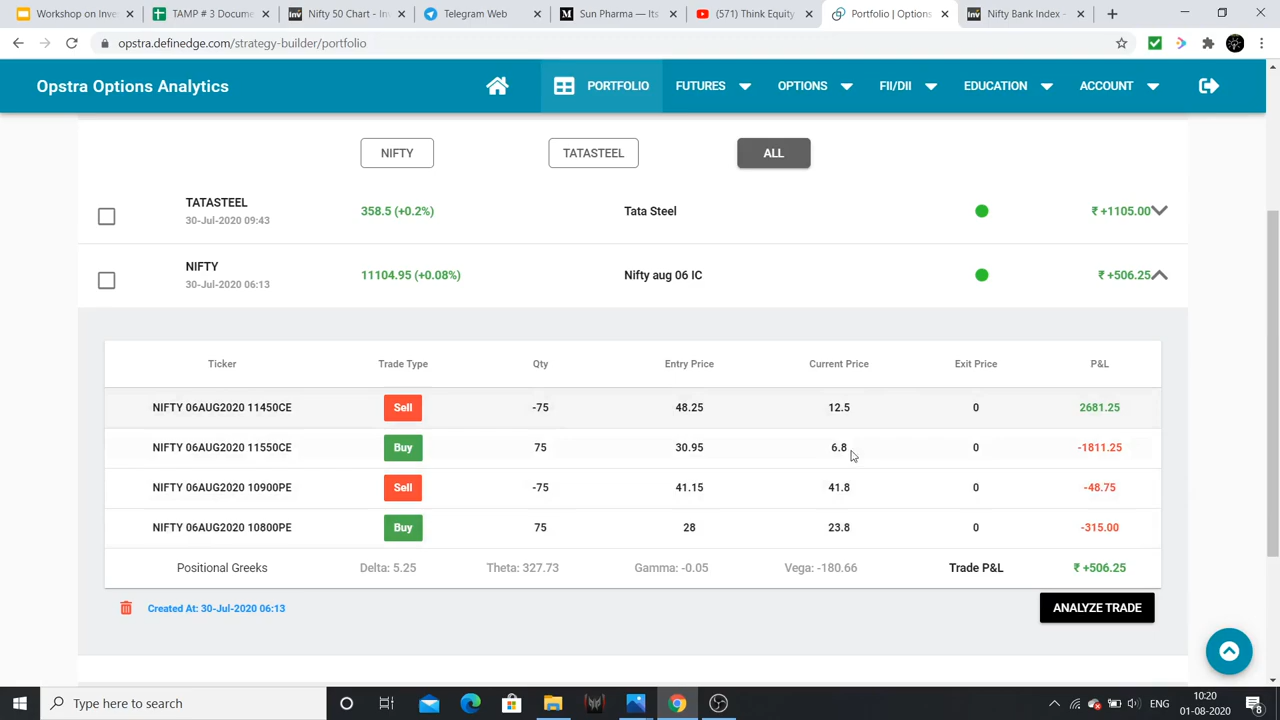 Workshop on Inves
TAMP # 3 Docume
Nifty 50 Chart - In
Telegram Web
Sun Pharma — Its
(571) Think Equity
Portfolio | Options
Nifty Bank Index -
opstra.definedge.com/strategy-builder/portfolio
Opstra Options Analytics
PORTFOLIO
FUTURES
OPTIONS
FII/DII
EDUCATION
ACCOUNT
NIFTY
TATASTEEL
ALL
TATASTEEL
30-Jul-2020 09:43
358.5 (+0.2%)
Tata Steel
₹ +1105.00
NIFTY
30-Jul-2020 06:13
11104.95 (+0.08%)
Nifty aug 06 IC
₹ +506.25
Ticker Trade Type Qty Entry Price Current Price Exit Price P&L
NIFTY 06AUG2020 11450CE Sell -75 48.25 12.5 0 2681.25
NIFTY 06AUG2020 11550CE Buy 75 30.95 6.8 0 -1811.25
NIFTY 06AUG2020 10900PE Sell -75 41.15 41.8 0 -48.75
NIFTY 06AUG2020 10800PE Buy 75 28 23.8 0 -315.00
Positional Greeks Delta: 5.25 Theta: 327.73 Gamma: -0.05 Vega: -180.66 Trade P&L ₹ +506.25
Created At: 30-Jul-2020 06:13
ANALYZE TRADE
Type here to search
ENG
10:20
01-08-2020
8